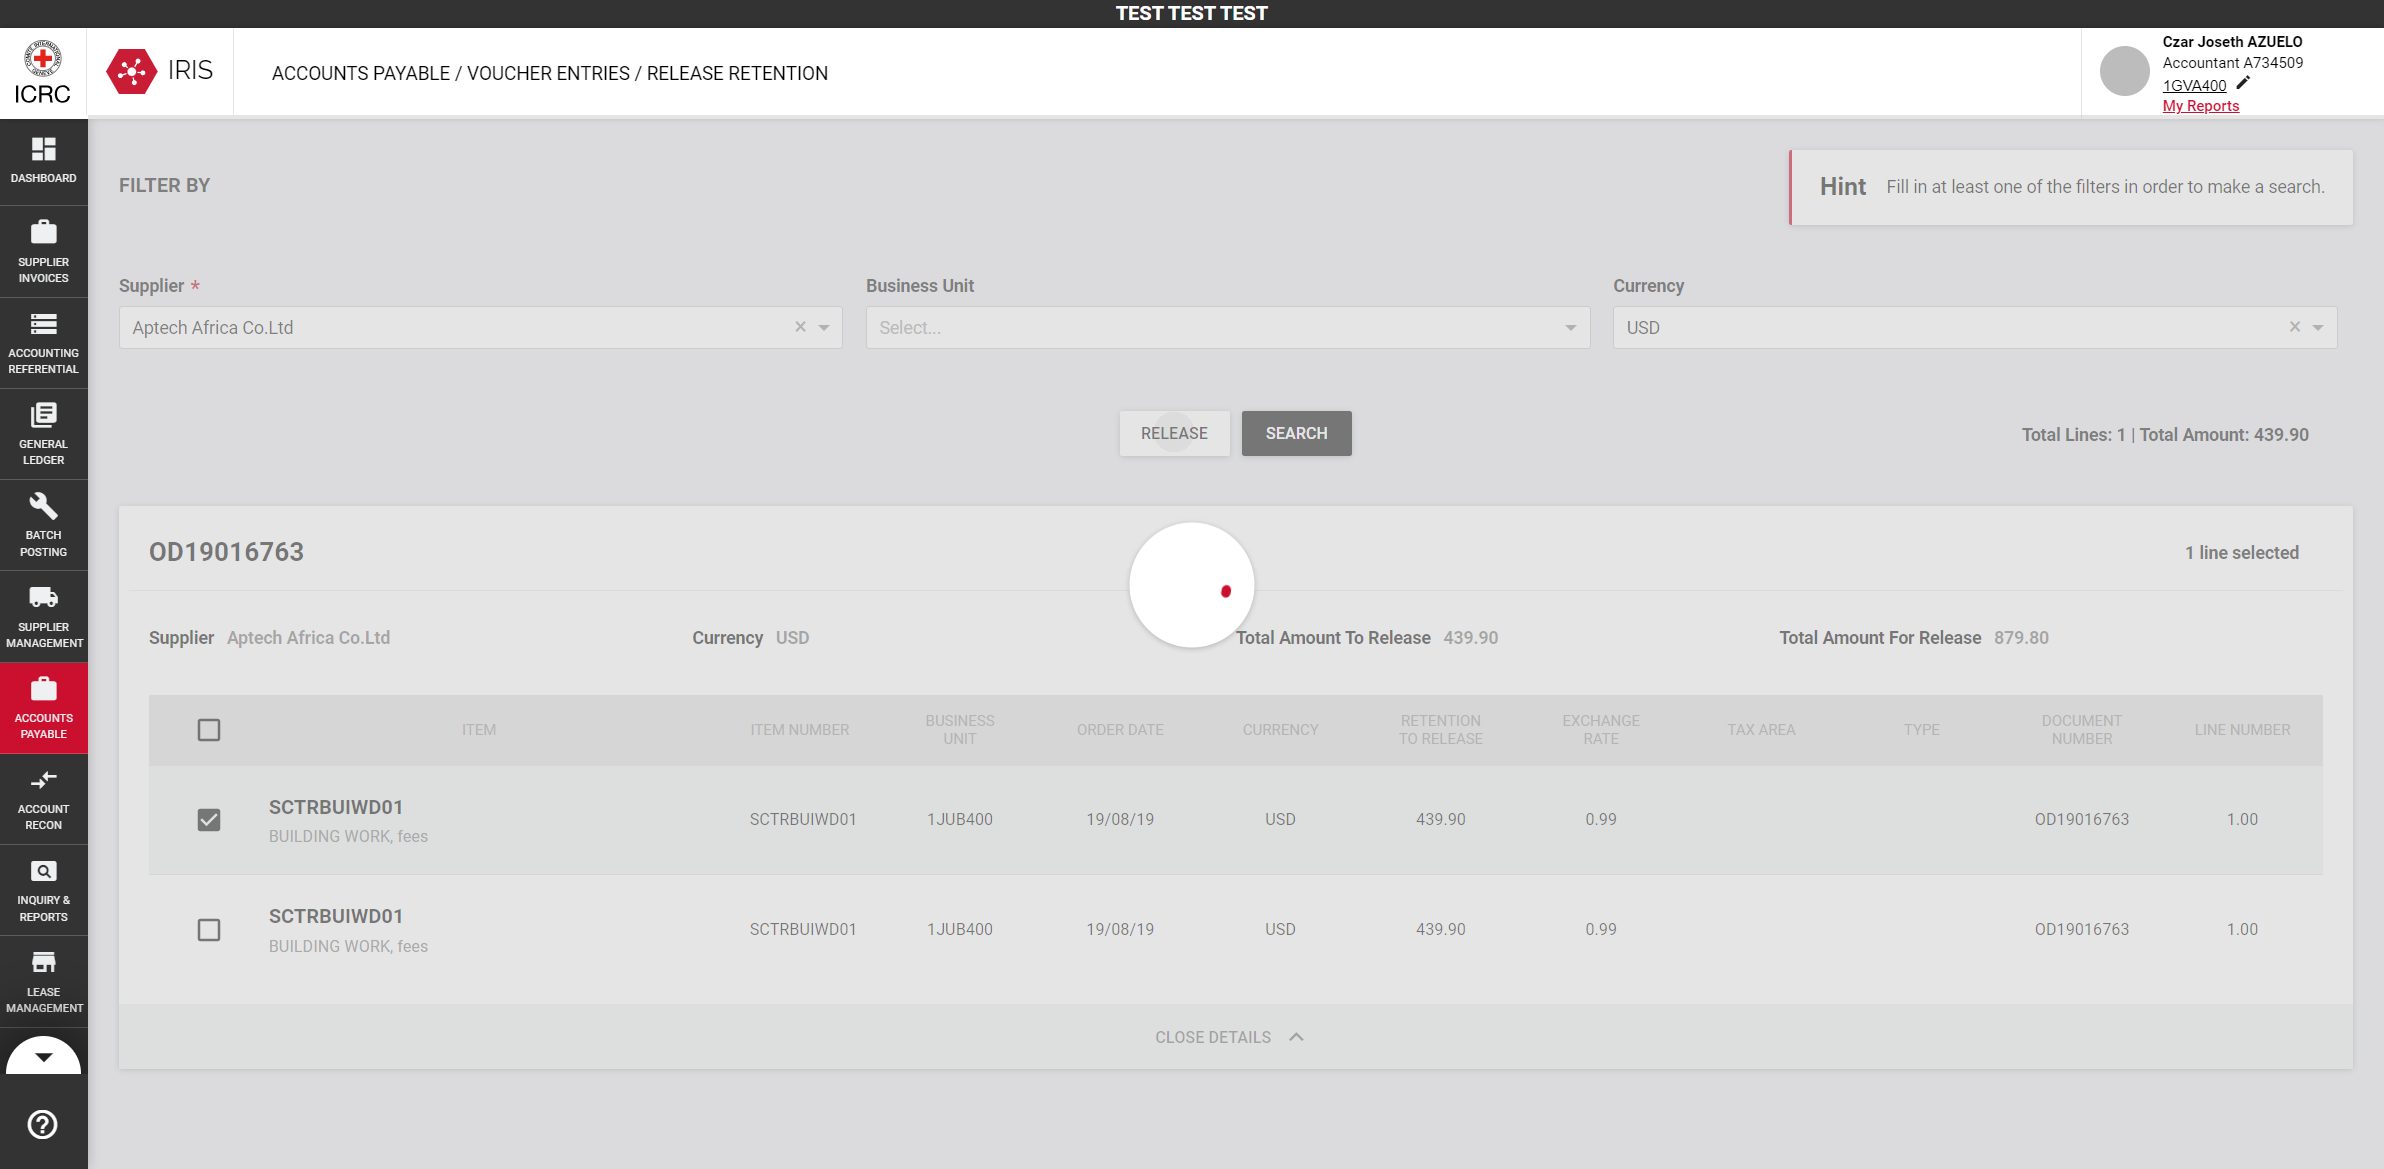 TEST TEST TEST
ICRC
IRIS
ACCOUNTS PAYABLE / VOUCHER ENTRIES / RELEASE RETENTION
Czar Joseth AZUELO
Accountant A734509
1GVA400
My Reports
DASHBOARD
SUPPLIER
INVOICES
ACCOUNTING
REFERENTIAL
GENERAL
LEDGER
BATCH
POSTING
SUPPLIER
MANAGEMENT
ACCOUNTS
PAYABLE
ACCOUNT
RECON
INQUIRY &
REPORTS
LEASE
MANAGEMENT
FILTER BY
Hint Fill in at least one of the filters in order to make a search.
Supplier * Business Unit Currency
Aptech Africa Co.Ltd Select... USD
RELEASE SEARCH Total Lines: 1 | Total Amount: 439.90
OD19016763 1 line selected
Supplier Aptech Africa Co.Ltd Currency USD Total Amount To Release 439.90 Total Amount For Release 879.80
ITEM ITEM NUMBER BUSINESS UNIT ORDER DATE CURRENCY RETENTION TO RELEASE EXCHANGE RATE TAX AREA TYPE DOCUMENT NUMBER LINE NUMBER
SCTRBUIWD01
BUILDING WORK, fees
SCTRBUIWD01 1JUB400 19/08/19 USD 439.90 0.99 OD19016763 1.00
SCTRBUIWD01
BUILDING WORK, fees
SCTRBUIWD01 1JUB400 19/08/19 USD 439.90 0.99 OD19016763 1.00
CLOSE DETAILS